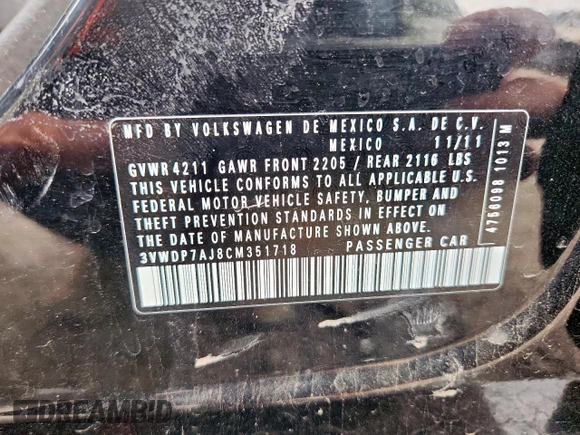 MFD BY VOLKSWAGEN DE MEXICO S.A. DE C.V.
MEXICO 11/11
GVWR 4211 GAWR FRONT 2205 / REAR 2116 LBS
THIS VEHICLE CONFORMS TO ALL APPLICABLE U.S.
FEDERAL MOTOR VEHICLE SAFETY, BUMPER AND
THEFT PREVENTION STANDARDS IN EFFECT ON
THE DATE OF MANUFACTURE SHOWN ABOVE.
3VWDP7AJ8CM351718 PASSENGER CAR
4756098 1013 M
DREAMBID